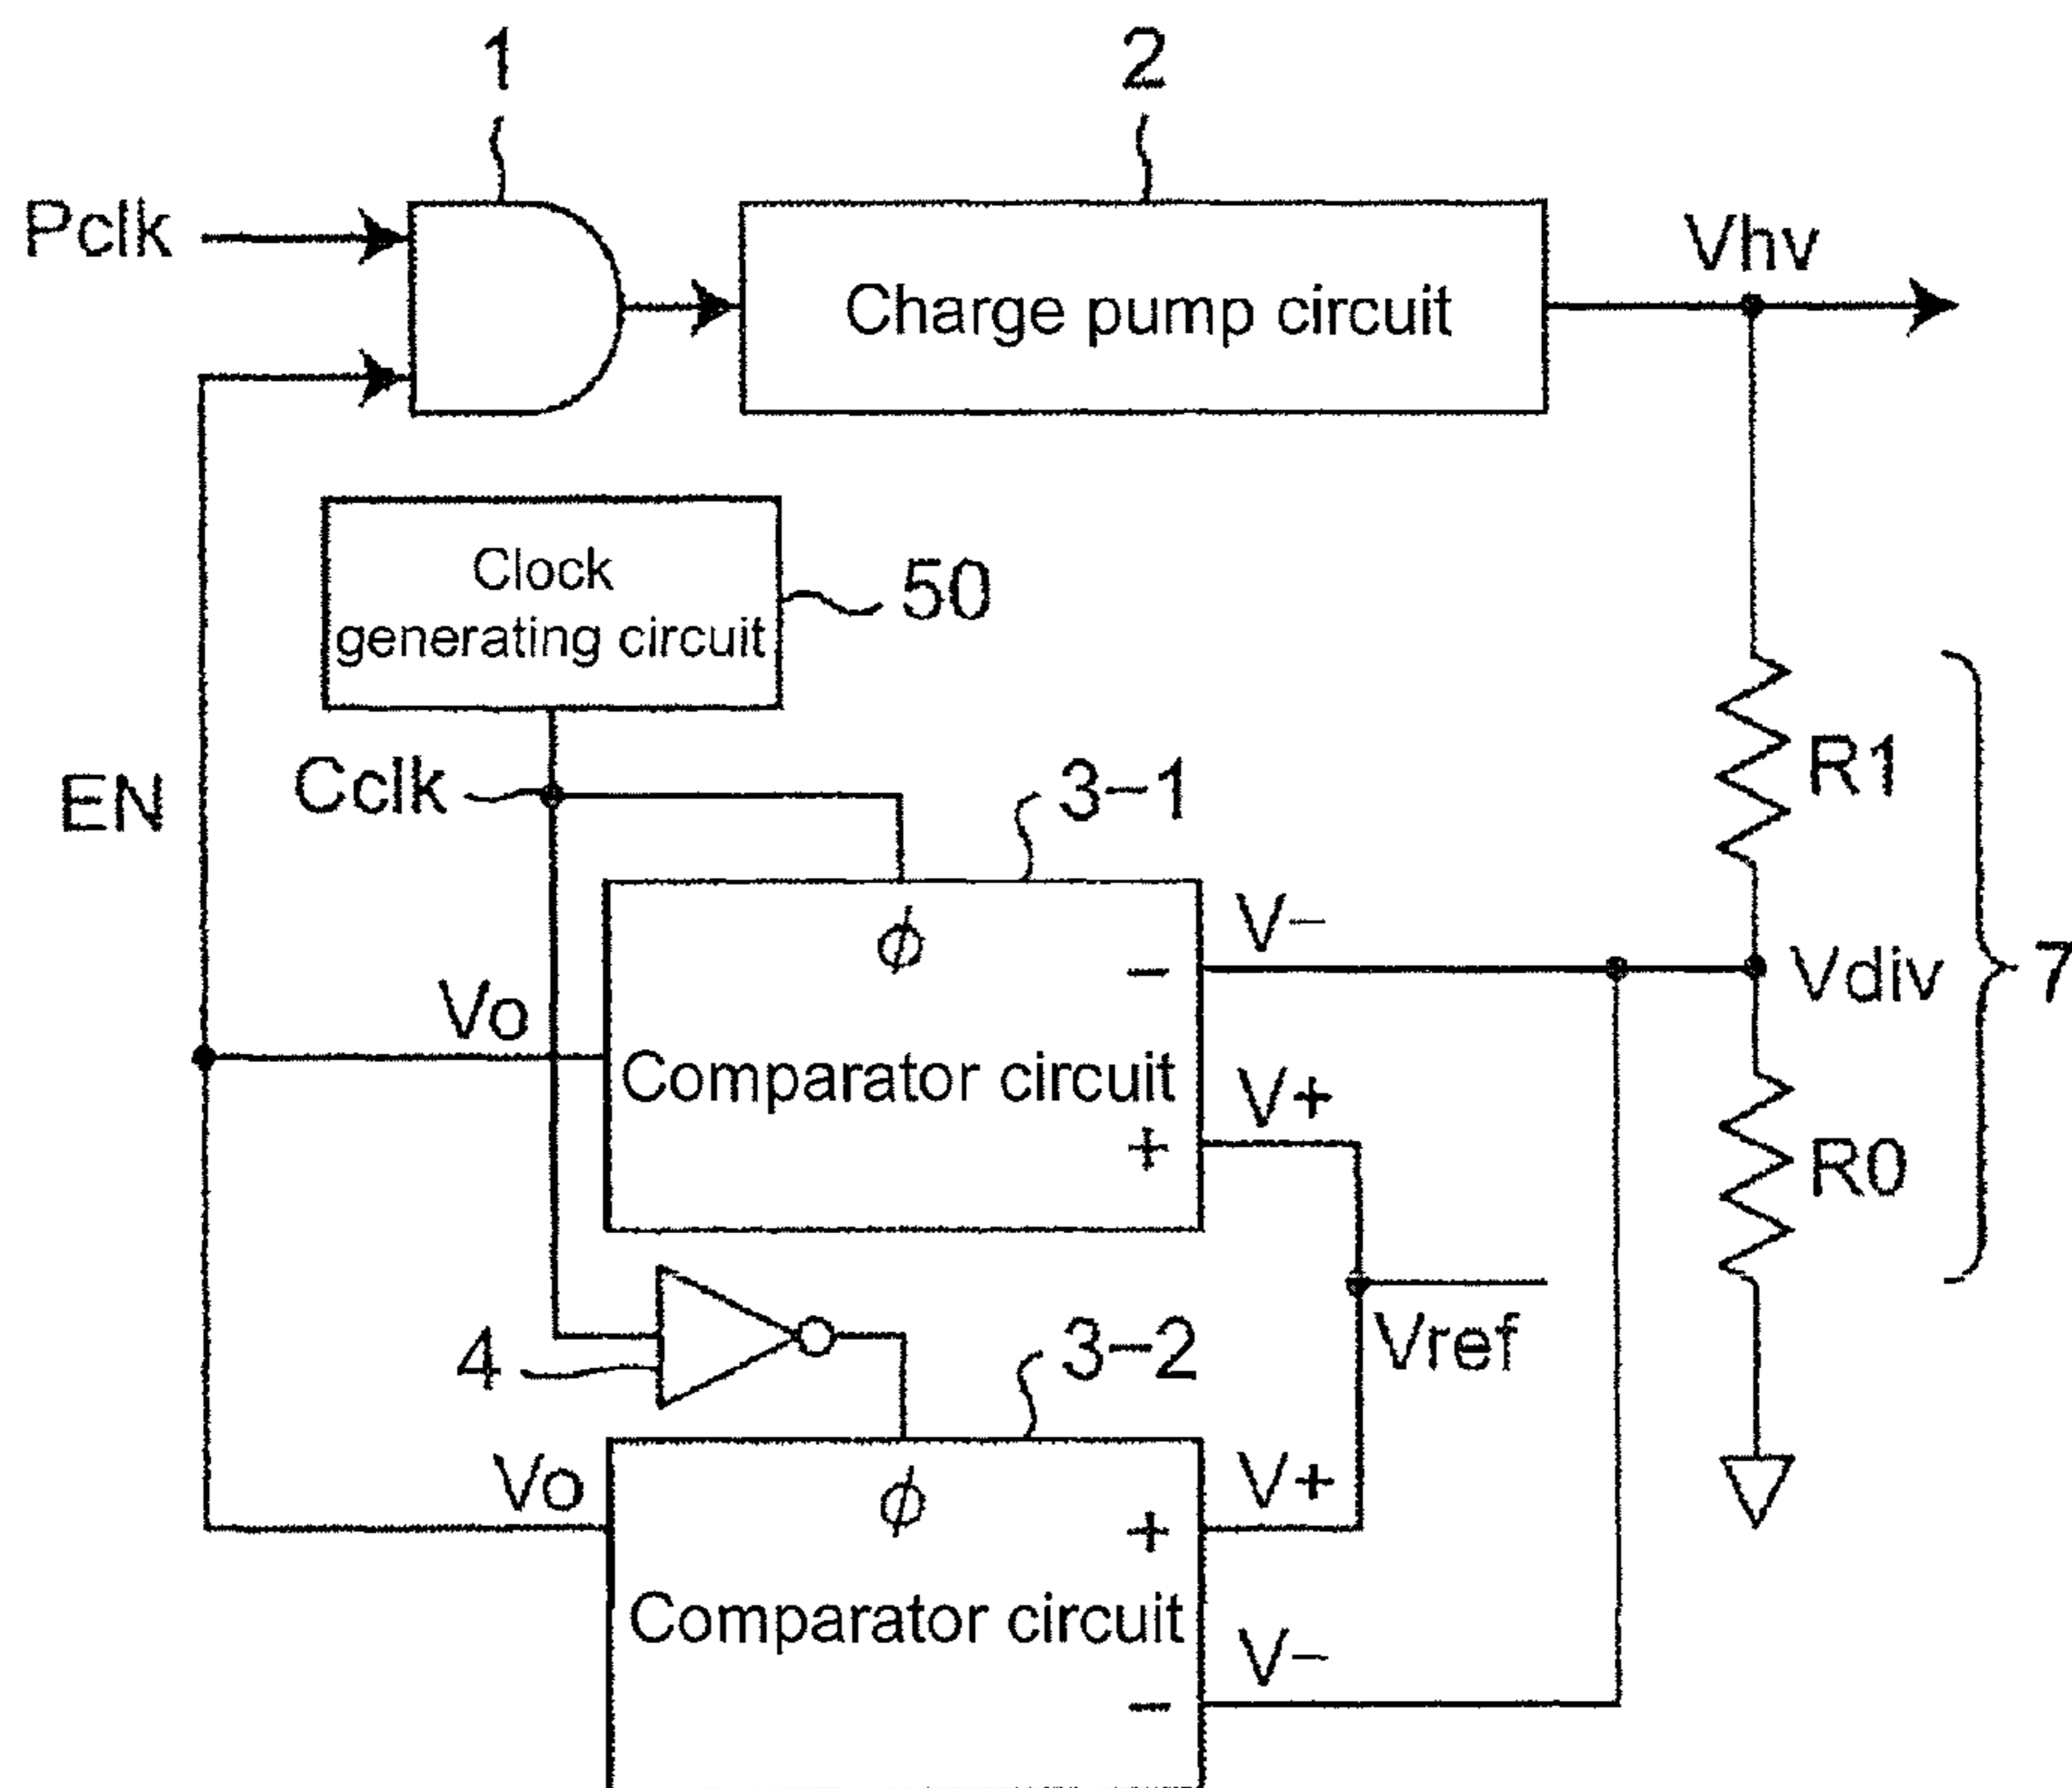 1
2
Pclk
Charge pump circuit
Vhv
Clock
generating circuit
50
EN
Cclk
3-1
R1
ϕ
−
V−
Vdiv
7
Vo
Comparator circuit
V+
+
R0
4
3-2
Vref
Vo
ϕ
+
V+
Comparator circuit
V−
−